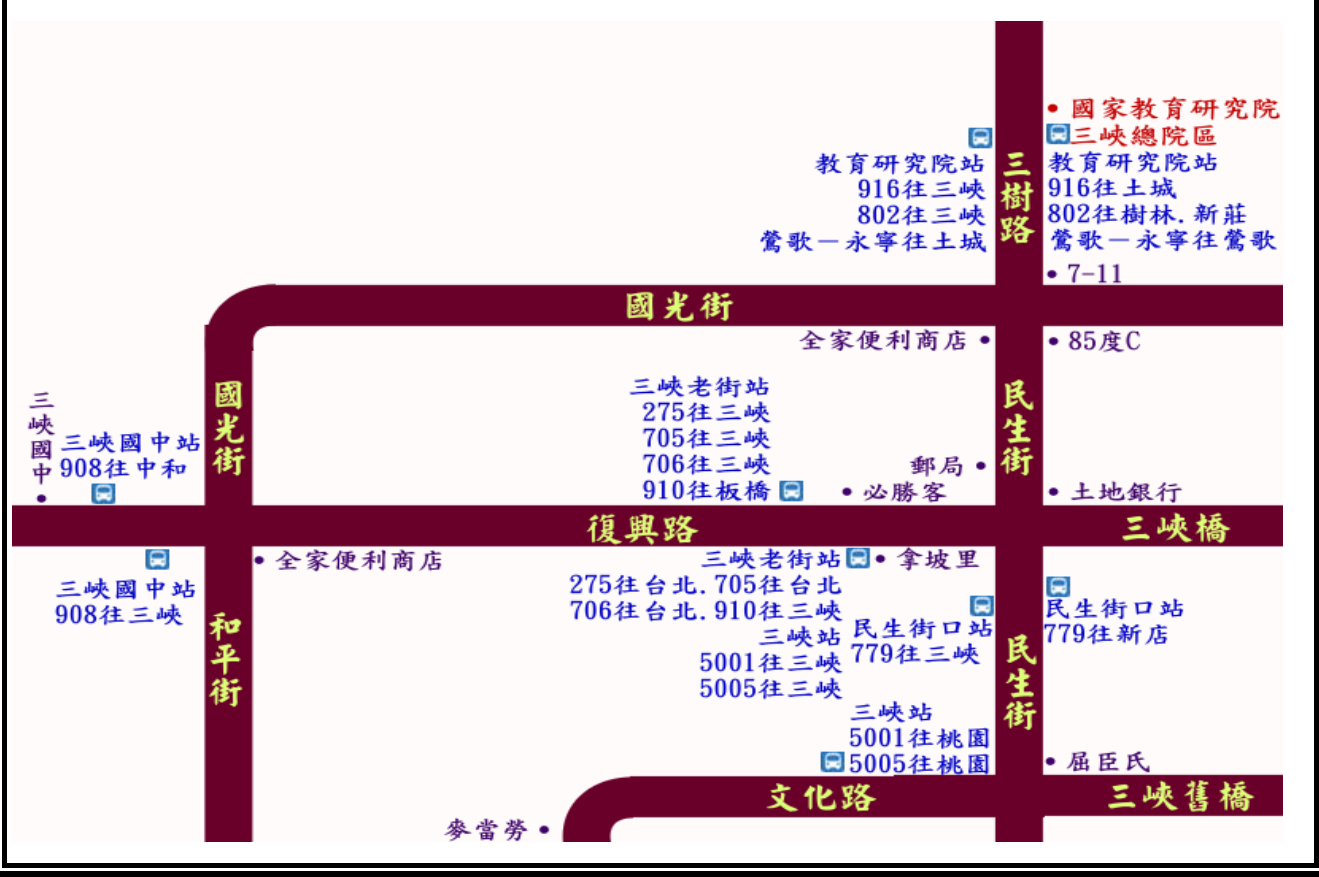 • 國家教育研究院
三峽總院區
教育研究院站
916往三峽
802往三峽
鶯歌－永寧往土城
三樹路
教育研究院站
916往土城
802往樹林.新莊
鶯歌－永寧往鶯歌
• 7-11
國光街
全家便利商店 •
• 85度C
三峽國中 •
三峽國中站
908往中和
國光街
三峽老街站
275往三峽
705往三峽
706往三峽
910往板橋
郵局 •
• 必勝客
民生街
• 土地銀行
復興路
三峽橋
三峽國中站
908往三峽
• 全家便利商店
和平街
三峽老街站
• 拿坡里
275往台北.705往台北
706往台北.910往三峽
三峽站
5001往三峽
5005往三峽
民生街口站
779往三峽
民生街口站
779往新店
民生街
三峽站
5001往桃園
5005往桃園
• 屈臣氏
文化路
三峽舊橋
麥當勞 •